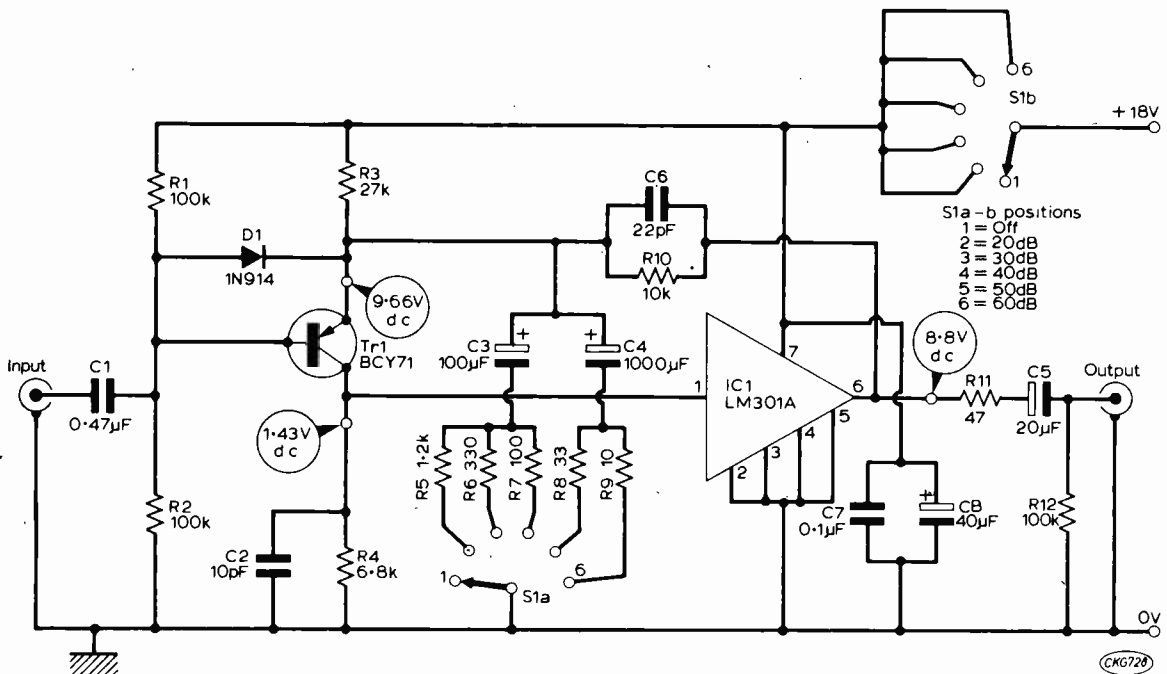 6
S1b
+18V
1
S1a-b positions
1 = Off
2 = 20dB
3 = 30dB
4 = 40dB
5 = 50dB
6 = 60dB
R1
100k
R3
27k
C6
22pF
R10
10k
D1
1N914
9·66V
dc
Tr1
BCY71
C3
100μF
+
C4
1000μF
+
Input
C1
0·47μF
1·43V
dc
1
IC1
LM301A
7
6
5
4
3
2
8·8V
dc
R11
47
C5
20μF
Output
R5 1·2k
R6 330
R7 100
R8 33
R9 10
R2
100k
C2
10pF
R4
6·8k
1
6
S1a
C7
0·1μF
+
C8
40μF
R12
100k
0V
CKG728